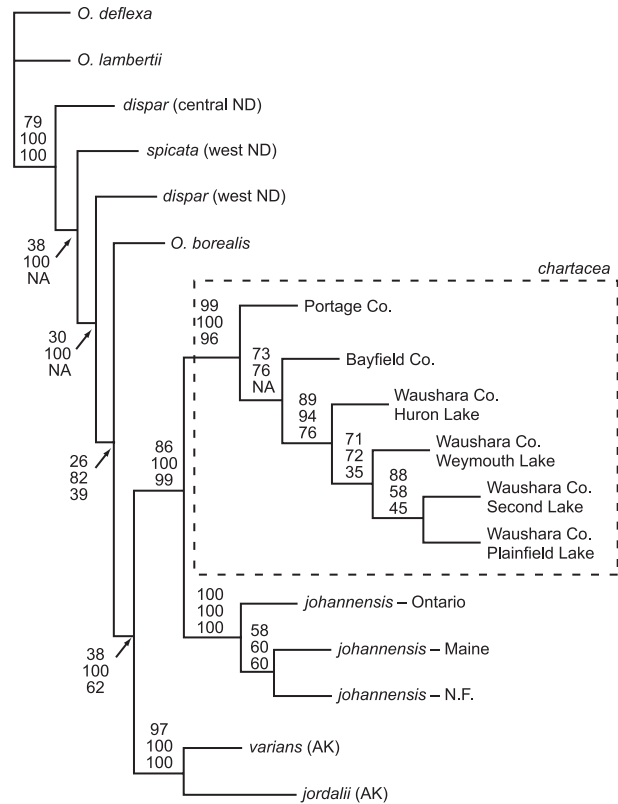 O. deflexa
O. lambertii
dispar (central ND)
79
100
100
spicata (west ND)
dispar (west ND)
38
100
NA
O. borealis
chartacea
99
100
96
Portage Co.
30
100
NA
73
76
NA
Bayfield Co.
89
94
76
Waushara Co.
Huron Lake
71
72
35
Waushara Co.
Weymouth Lake
26
82
39
86
100
99
88
58
45
Waushara Co.
Second Lake
Waushara Co.
Plainfield Lake
100
100
100
johannensis – Ontario
58
60
60
johannensis – Maine
38
100
62
johannensis – N.F.
97
100
100
varians (AK)
jordalii (AK)